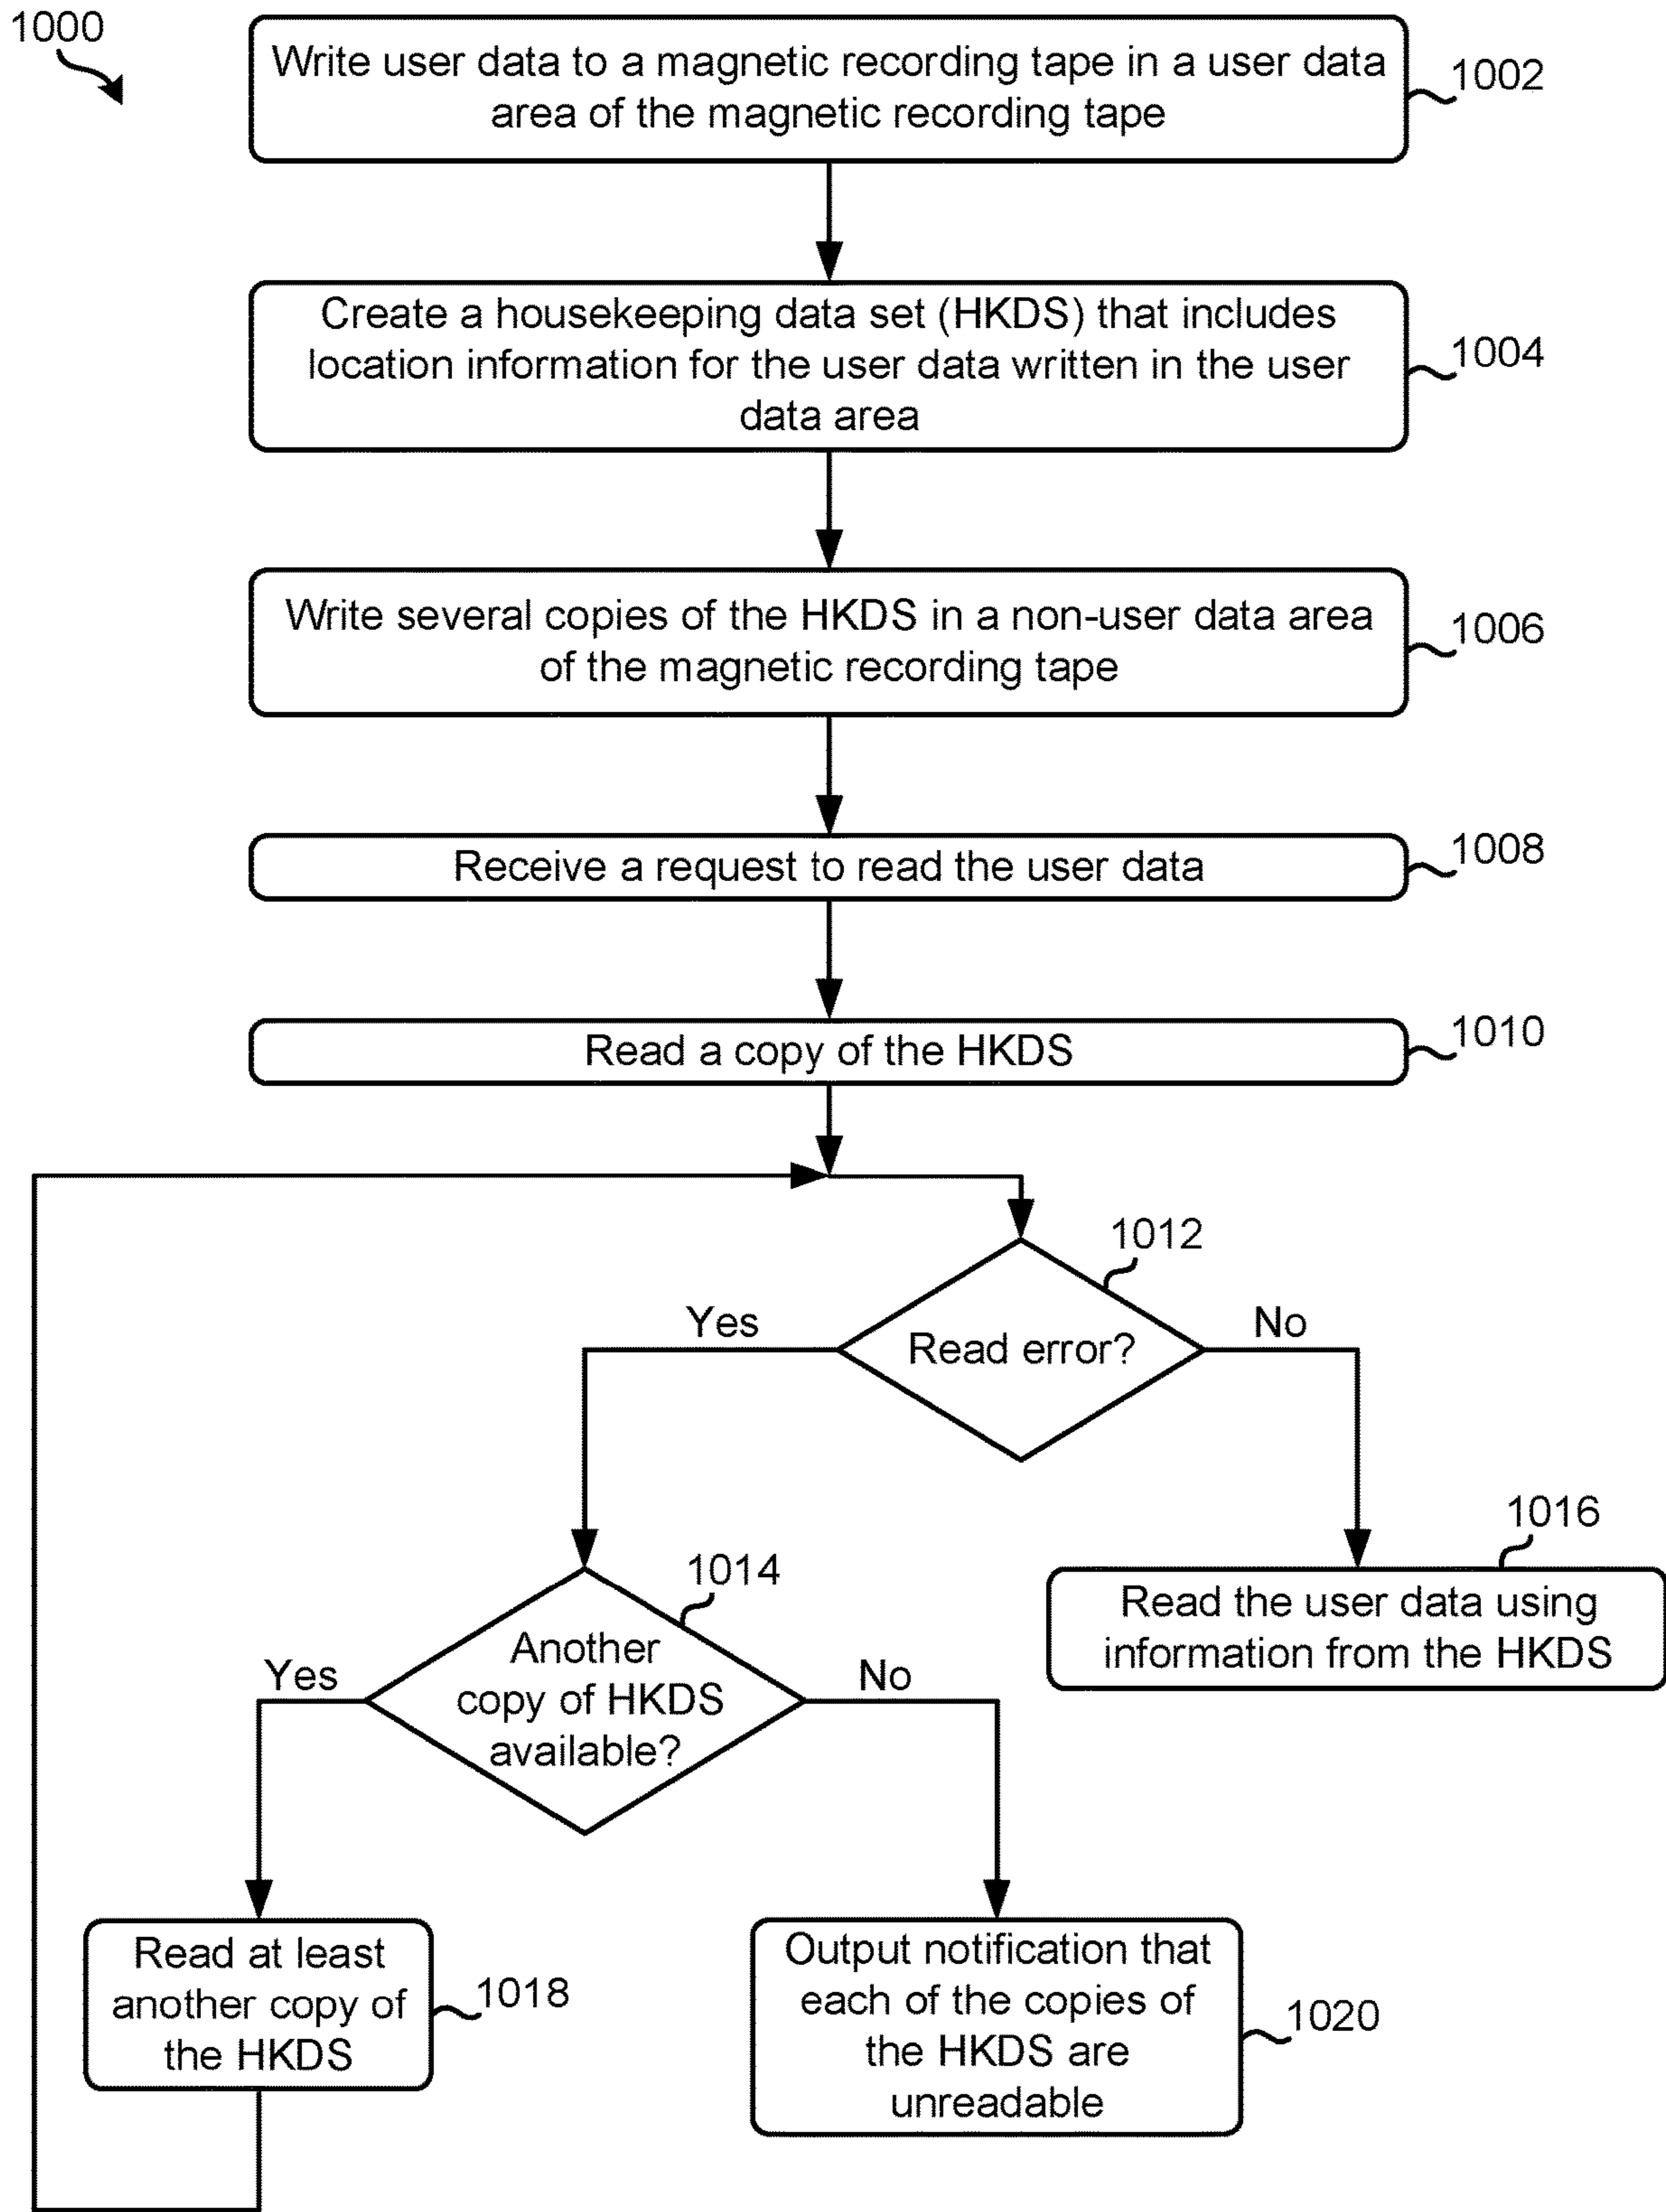 1000
Write user data to a magnetic recording tape in a user data
area of the magnetic recording tape
1002
Create a housekeeping data set (HKDS) that includes
location information for the user data written in the user
data area
1004
Write several copies of the HKDS in a non-user data area
of the magnetic recording tape
1006
Receive a request to read the user data
1008
Read a copy of the HKDS
1010
1012
Yes
Read error?
No
1014
Another
copy of HKDS
available?
Yes
No
1016
Read the user data using
information from the HKDS
Read at least
another copy of
the HKDS
1018
Output notification that
each of the copies of
the HKDS are
unreadable
1020